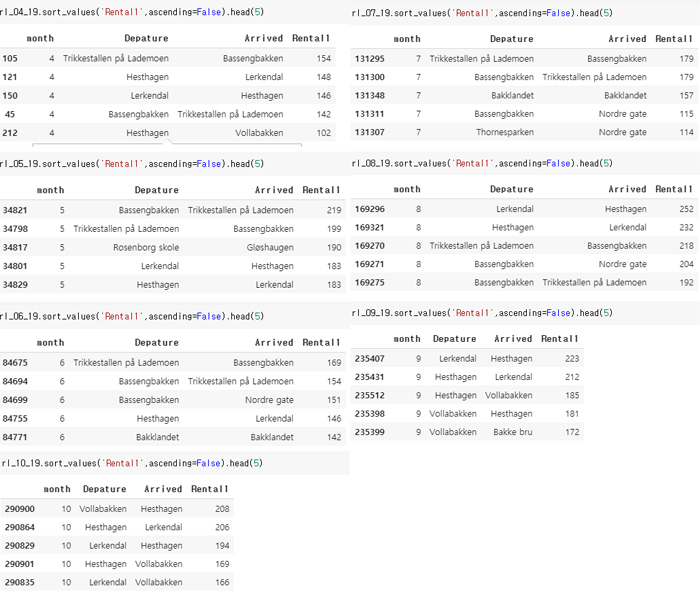 rl_04_19.sort_values('Rental1',ascending=False).head(5)
month Depature Arrived Rental1
105 4 Trikkestallen på Lademoen Bassengbakken 154
121 4 Hesthagen Lerkendal 148
150 4 Lerkendal Hesthagen 146
45 4 Bassengbakken Trikkestallen på Lademoen 142
212 4 Hesthagen Vollabakken 102
rl_05_19.sort_values('Rental1',ascending=False).head(5)
month Depature Arrived Rental1
34821 5 Bassengbakken Trikkestallen på Lademoen 219
34798 5 Trikkestallen på Lademoen Bassengbakken 199
34817 5 Rosenborg skole Gløshaugen 190
34801 5 Lerkendal Hesthagen 183
34829 5 Hesthagen Lerkendal 183
rl_06_19.sort_values('Rental1',ascending=False).head(5)
month Depature Arrived Rental1
84675 6 Trikkestallen på Lademoen Bassengbakken 169
84694 6 Bassengbakken Trikkestallen på Lademoen 154
84699 6 Bassengbakken Nordre gate 151
84755 6 Hesthagen Lerkendal 146
84771 6 Bakklandet Bakklandet 142
rl_10_19.sort_values('Rental1',ascending=False).head(5)
month Depature Arrived Rental1
290900 10 Vollabakken Hesthagen 208
290864 10 Hesthagen Lerkendal 206
290829 10 Lerkendal Hesthagen 194
290901 10 Hesthagen Vollabakken 169
290835 10 Lerkendal Vollabakken 166
rl_07_19.sort_values('Rental1',ascending=False).head(5)
month Depature Arrived Rental1
131295 7 Trikkestallen på Lademoen Bassengbakken 179
131300 7 Bassengbakken Trikkestallen på Lademoen 179
131348 7 Bakklandet Bakklandet 157
131311 7 Bassengbakken Nordre gate 115
131307 7 Thornesparken Nordre gate 114
rl_08_19.sort_values('Rental1',ascending=False).head(5)
month Depature Arrived Rental1
169296 8 Lerkendal Hesthagen 252
169321 8 Hesthagen Lerkendal 232
169270 8 Trikkestallen på Lademoen Bassengbakken 218
169271 8 Bassengbakken Nordre gate 204
169275 8 Bassengbakken Trikkestallen på Lademoen 192
rl_09_19.sort_values('Rental1',ascending=False).head(5)
month Depature Arrived Rental1
235407 9 Lerkendal Hesthagen 223
235431 9 Hesthagen Lerkendal 212
235512 9 Hesthagen Vollabakken 185
235398 9 Vollabakken Hesthagen 181
235399 9 Vollabakken Bakke bru 172